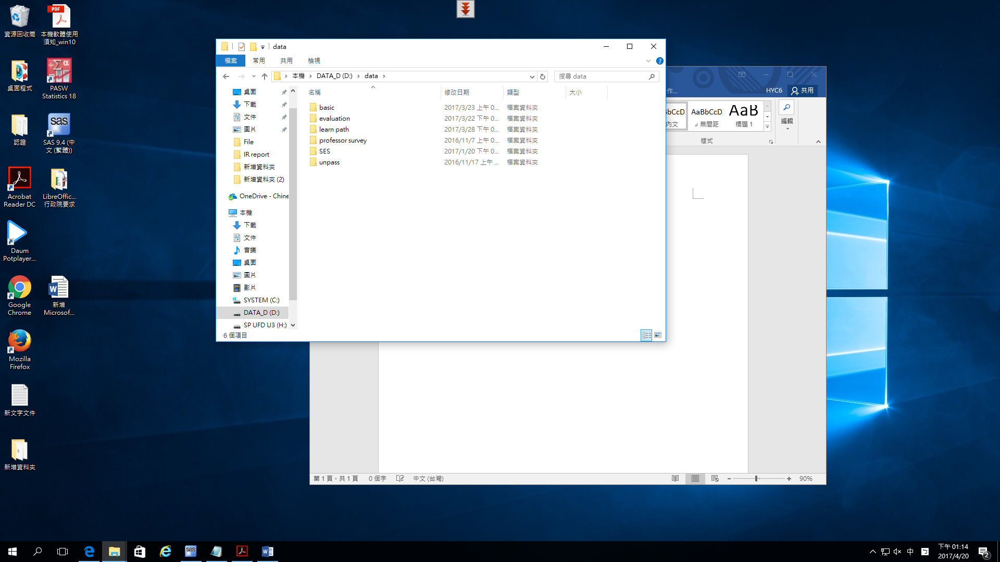 資源回收筒
本機軟體使用
須知_win10
PDF
桌面程式
PASW
Statistics 18
認證
SAS 9.4 (中
文 (繁體))
Acrobat
Reader DC
LibreOffic...
行政院要求
Daum
Potplayer...
Google
Chrome
新增
Microsof...
Mozilla
Firefox
新文字文件
新增資料夾
data
檔案 常用 共用 檢視
本機 DATA_D (D:) data
搜尋 data
名稱 修改日期 類型 大小
basic 2017/3/23 上午 0... 檔案資料夾
evaluation 2017/3/22 下午 0... 檔案資料夾
learn path 2017/3/28 下午 0... 檔案資料夾
professor survey 2016/11/7 上午 0... 檔案資料夾
SES 2017/1/20 下午 0... 檔案資料夾
unpass 2016/11/17 上午 ... 檔案資料夾
桌面
下載
文件
圖片
File
IR report
新增資料夾
新增資料夾 (2)
OneDrive - Chine
本機
下載
文件
音樂
桌面
圖片
影片
SYSTEM (C:)
DATA_D (D:)
SP UFD U3 (H:)
6 個項目
作...
HYC6 共用
bCcD AaBbCcD AaB
內文 無間距 標題 1
樣式
編輯
第 1 頁，共 1 頁 0 個字 中文 (台灣)
90%
中
下午 01:14
2017/4/20
2